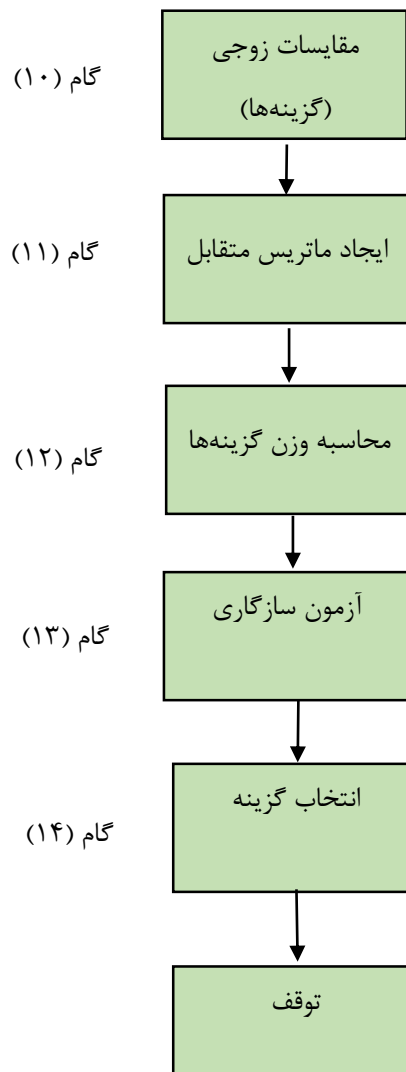 مقایسات زوجی
(گزینه‌ها)
گام (۱۰)
ایجاد ماتریس متقابل
گام (۱۱)
محاسبه وزن گزینه‌ها
گام (۱۲)
آزمون سازگاری
گام (۱۳)
انتخاب گزینه
گام (۱۴)
توقف